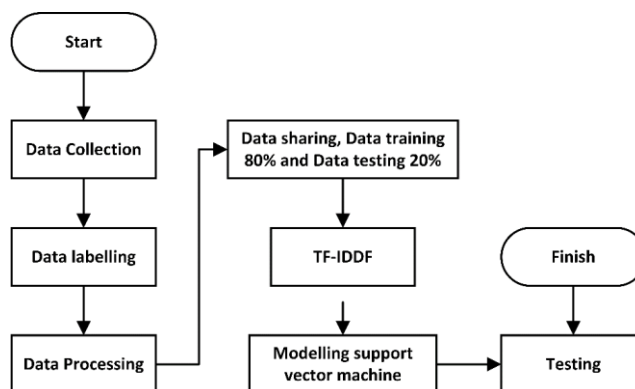 Start
Data Collection
Data labelling
Data Processing
Data sharing, Data training
80% and Data testing 20%
TF-IDDF
Modelling support
vector machine
Finish
Testing